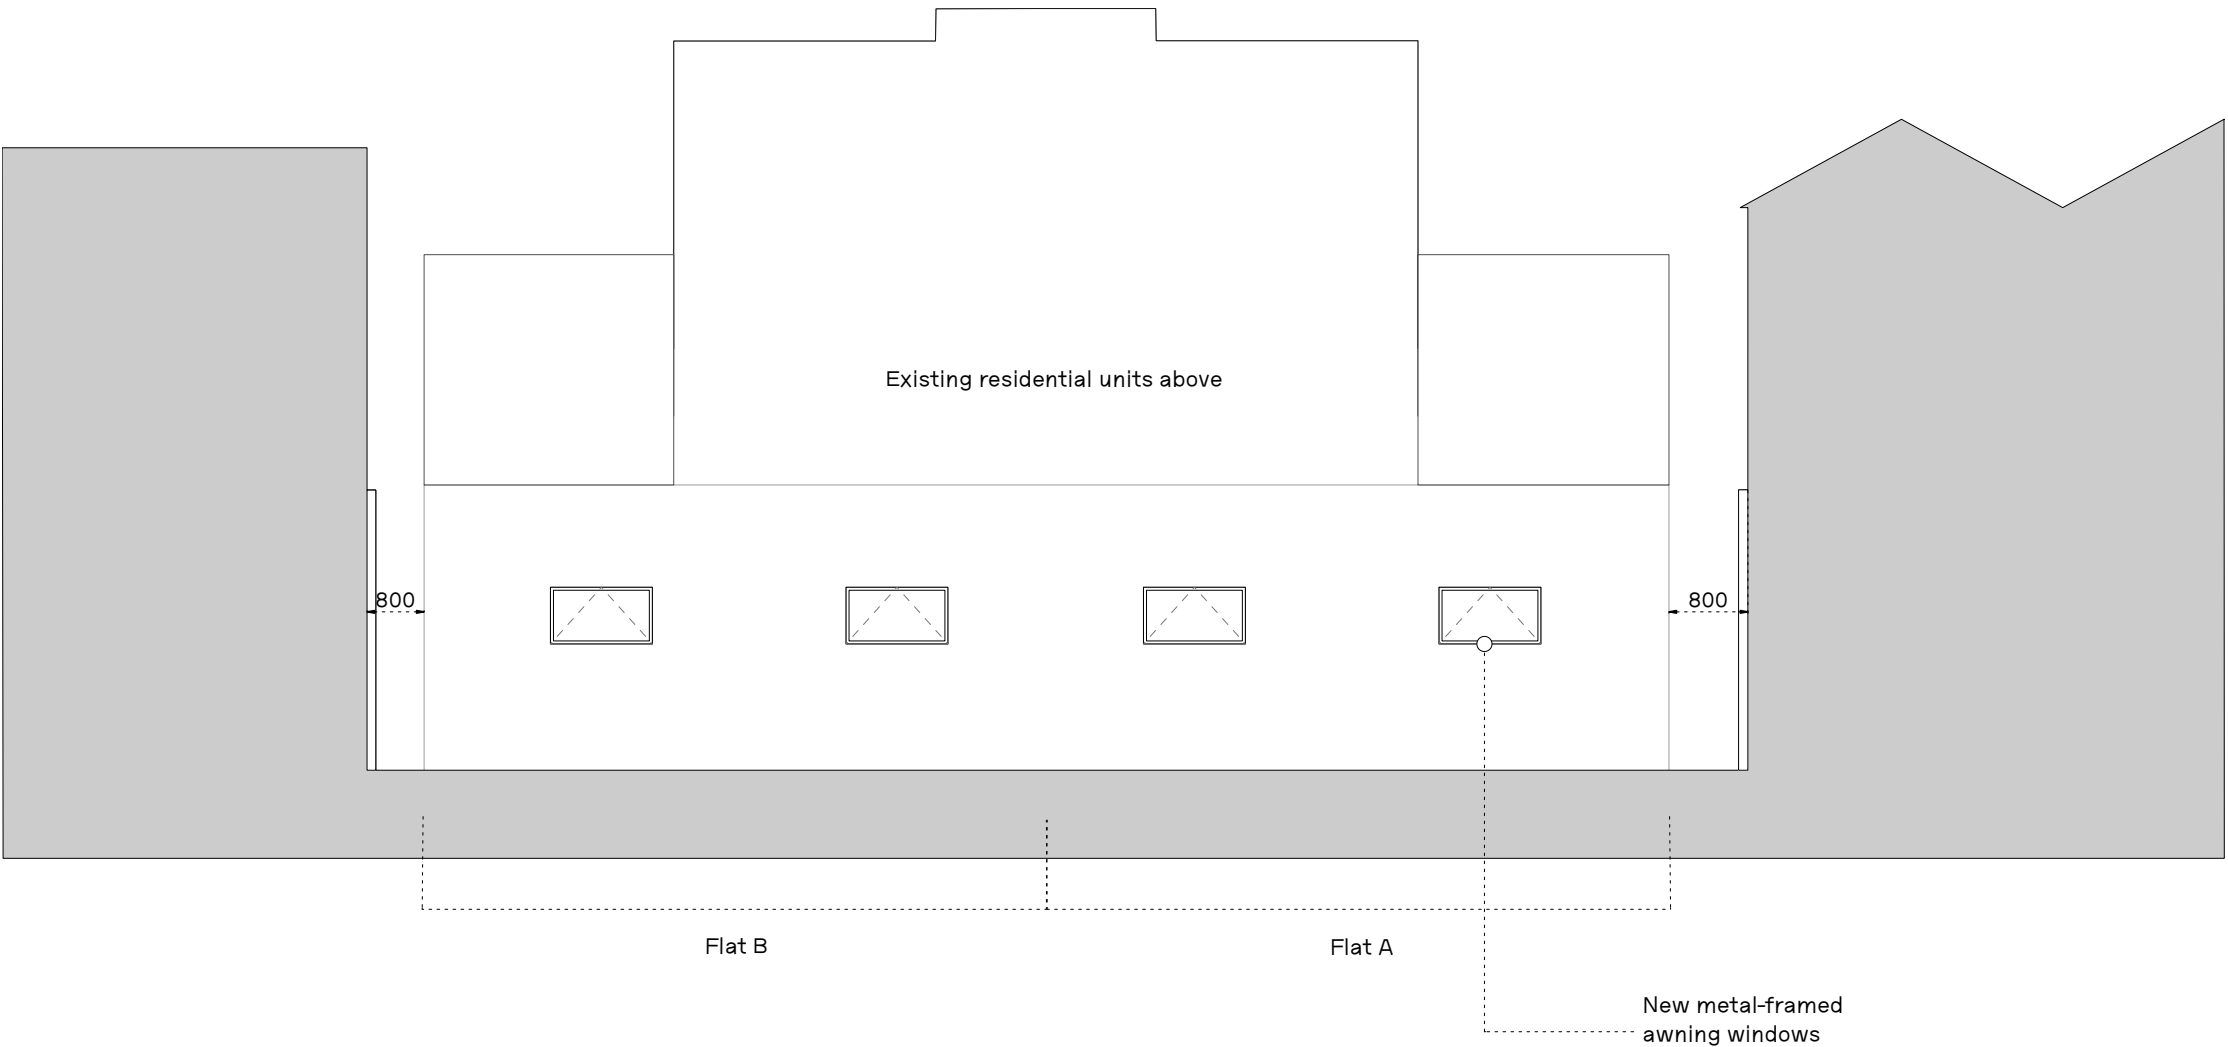 Existing residential units above
800
800
Flat B
Flat A
New metal-framed
awning windows